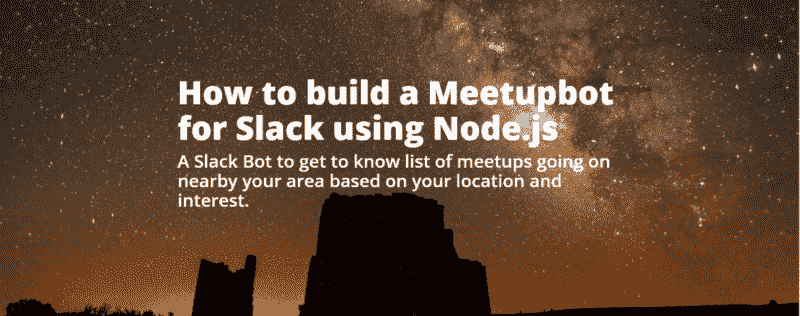 How to build a Meetupbot
for Slack using Node.js
A Slack Bot to get to know list of meetups going on
nearby your area based on your location and
interest.